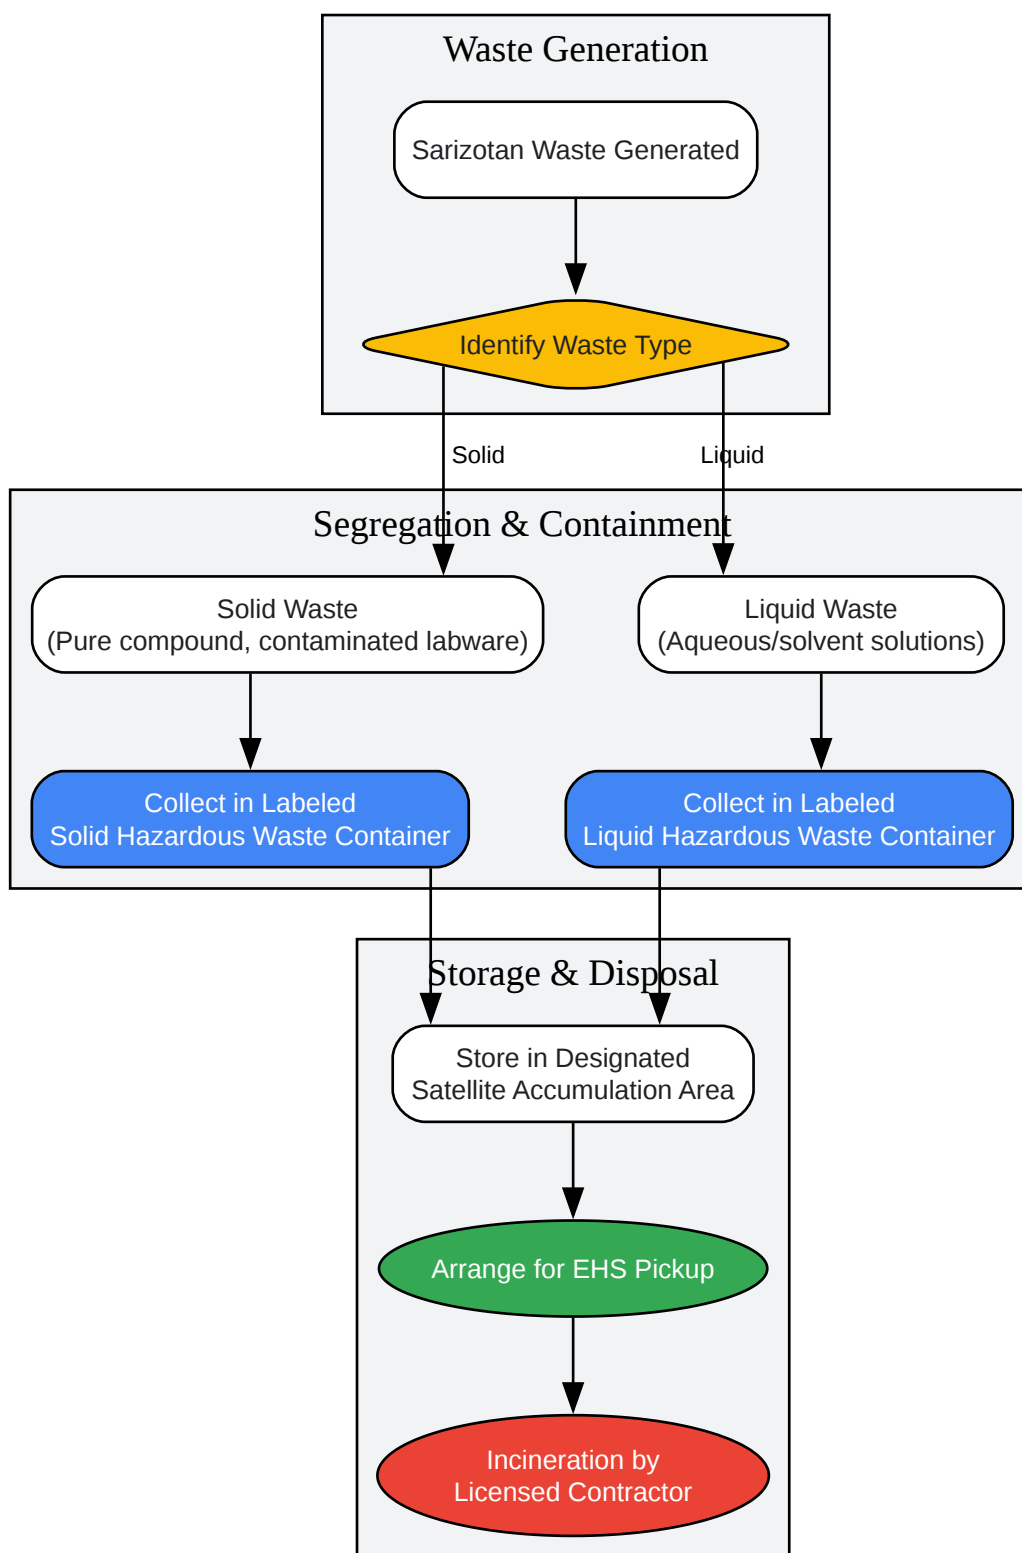 Waste Generation
Sarizotan Waste Generated
Identify Waste Type
Solid
Liquid
Segregation & Containment
Solid Waste
(Pure compound, contaminated labware)
Liquid Waste
(Aqueous/solvent solutions)
Collect in Labeled
Solid Hazardous Waste Container
Collect in Labeled
Liquid Hazardous Waste Container
Storage & Disposal
Store in Designated
Satellite Accumulation Area
Arrange for EHS Pickup
Incineration by
Licensed Contractor